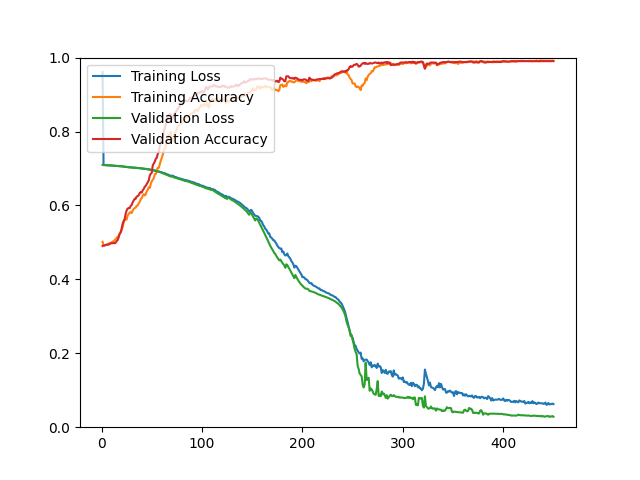 1.0
0.8
0.6
0.4
0.2
0.0
Training Loss
Training Accuracy
Validation Loss
Validation Accuracy
0 100 200 300 400